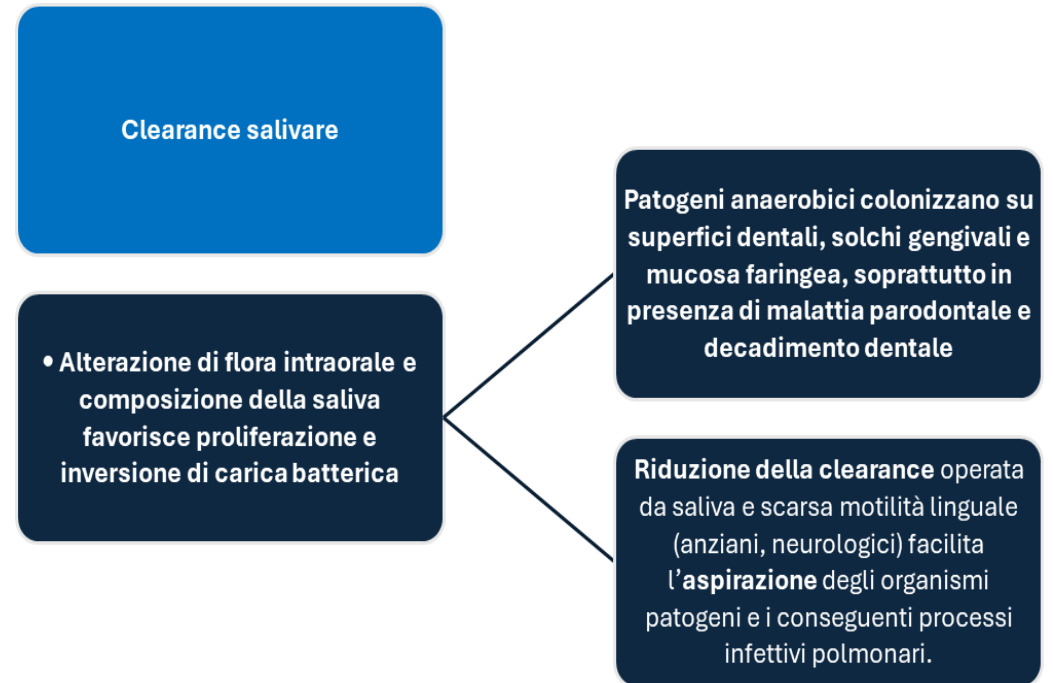 Clearance salivare
• Alterazione di flora intraorale e
composizione della saliva
favorisce proliferazione e
inversione di carica batterica
Patogeni anaerobici colonizzano su
superfici dentali, solchi gengivali e
mucosa faringea, soprattutto in
presenza di malattia parodontale e
decadimento dentale
Riduzione della clearance operata
da saliva e scarsa motilità linguale
(anziani, neurologici) facilita
l’aspirazione degli organismi
patogeni e i conseguenti processi
infettivi polmonari.